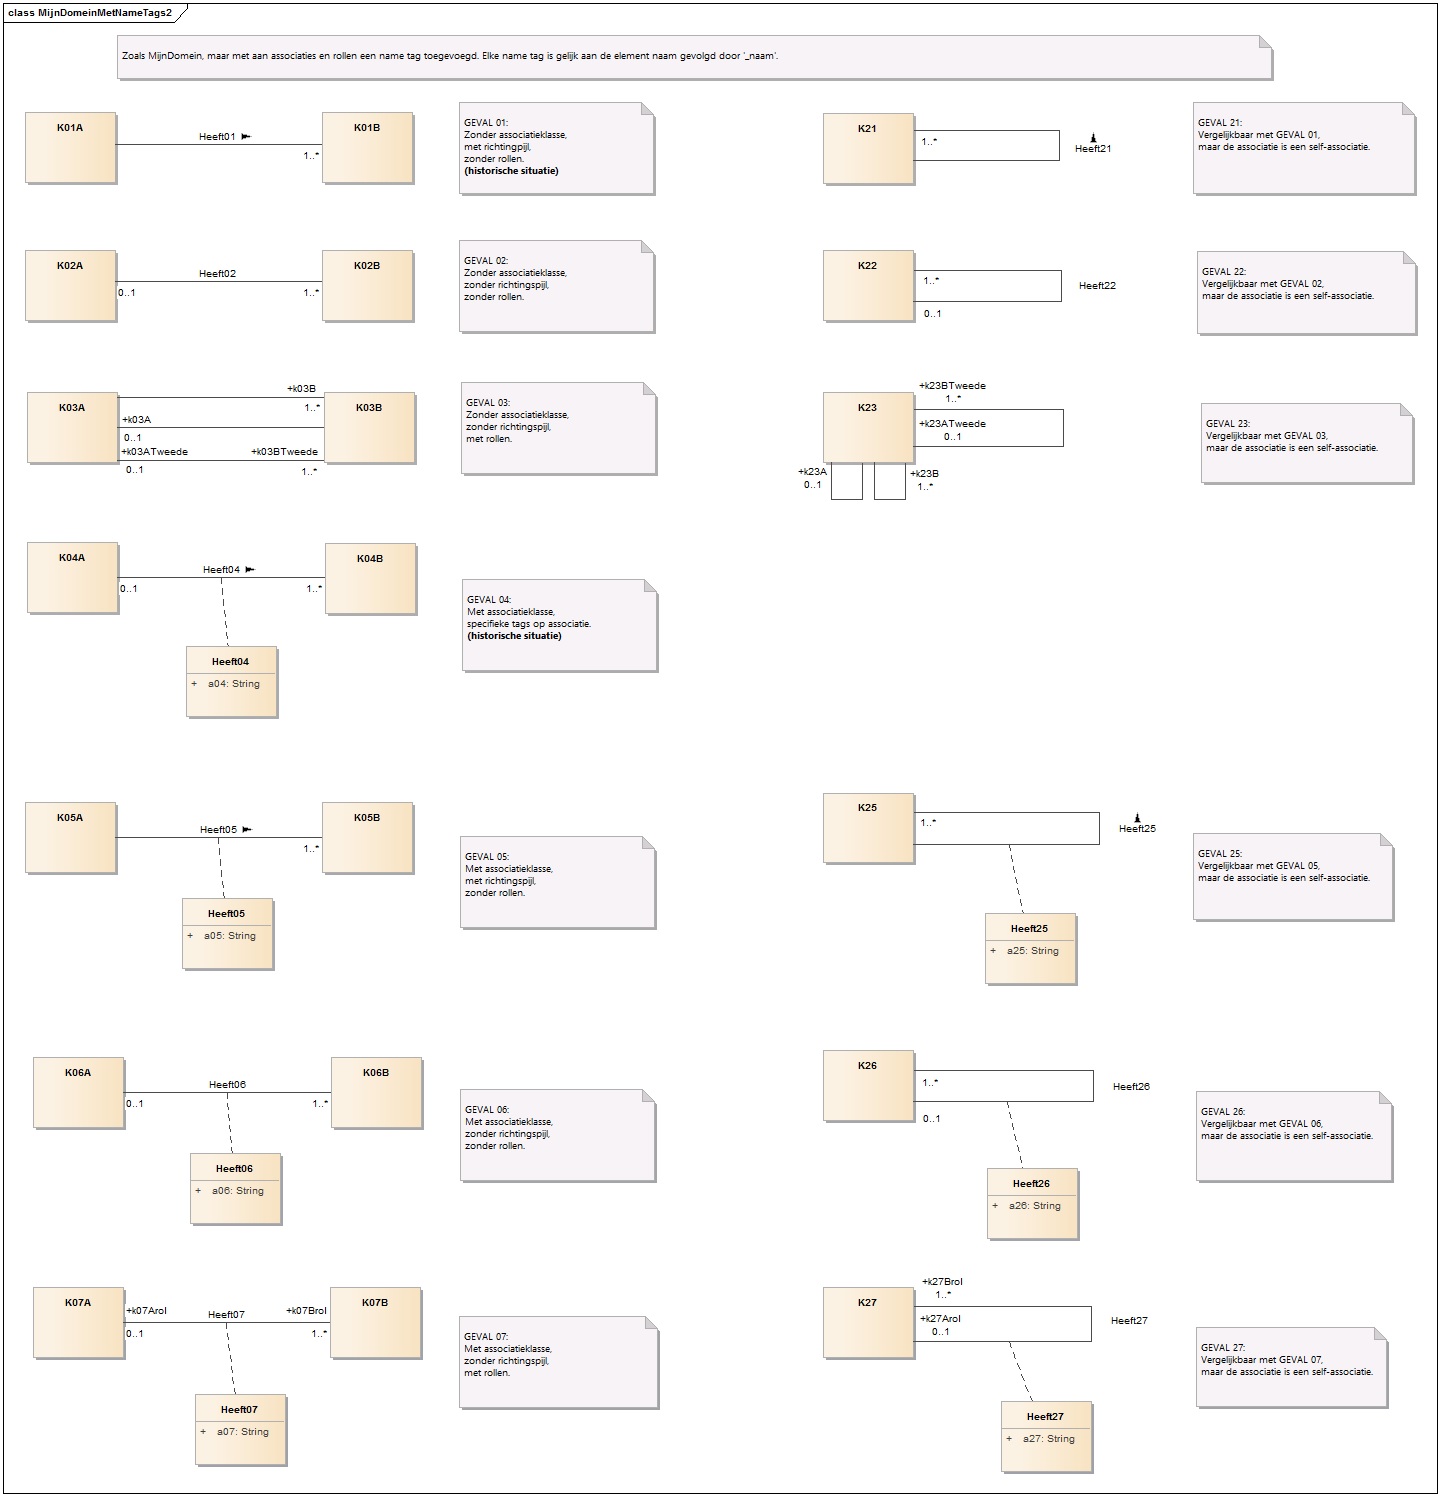 class MijnDomeinMetNameTags2
Zoals MijnDomein, maar met aan associaties en rollen een name tag toegevoegd. Elke name tag is gelijk aan de element naam gevolgd door '_naam'.
K01A
Heeft01
1..*
K01B
GEVAL 01:
Zonder associatieklasse,
met richtingpijl,
zonder rollen.
(historische situatie)
K21
1..*
Heeft21
GEVAL 21:
Vergelijkbaar met GEVAL 01,
maar de associatie is een self-associatie.
K02A
0..1
Heeft02
1..*
K02B
GEVAL 02:
Zonder associatieklasse,
zonder richtingspijl,
zonder rollen.
K22
1..*
0..1
Heeft22
GEVAL 22:
Vergelijkbaar met GEVAL 02,
maar de associatie is een self-associatie.
K03A
+k03B
1..*
+k03A
0..1
+k03ATweede
0..1
+k03BTweede
1..*
K03B
GEVAL 03:
Zonder associatieklasse,
zonder richtingspijl,
met rollen.
K23
+k23BTweede
1..*
+k23ATweede
0..1
+k23A
0..1
+k23B
1..*
GEVAL 23:
Vergelijkbaar met GEVAL 03,
maar de associatie is een self-associatie.
K04A
0..1
Heeft04
1..*
K04B
Heeft04
+ a04: String
GEVAL 04:
Met associatieklasse,
specifieke tags op associatie.
(historische situatie)
K05A
Heeft05
1..*
K05B
Heeft05
+ a05: String
GEVAL 05:
Met associatieklasse,
met richtingspijl,
zonder rollen.
K25
1..*
Heeft25
Heeft25
+ a25: String
GEVAL 25:
Vergelijkbaar met GEVAL 05,
maar de associatie is een self-associatie.
K06A
0..1
Heeft06
1..*
K06B
Heeft06
+ a06: String
GEVAL 06:
Met associatieklasse,
zonder richtingspijl,
zonder rollen.
K26
1..*
0..1
Heeft26
Heeft26
+ a26: String
GEVAL 26:
Vergelijkbaar met GEVAL 06,
maar de associatie is een self-associatie.
K07A
+k07Arol
0..1
Heeft07
+k07Brol
1..*
K07B
Heeft07
+ a07: String
GEVAL 07:
Met associatieklasse,
zonder richtingspijl,
met rollen.
K27
+k27Brol
1..*
+k27Arol
0..1
Heeft27
Heeft27
+ a27: String
GEVAL 27:
Vergelijkbaar met GEVAL 07,
maar de associatie is een self-associatie.